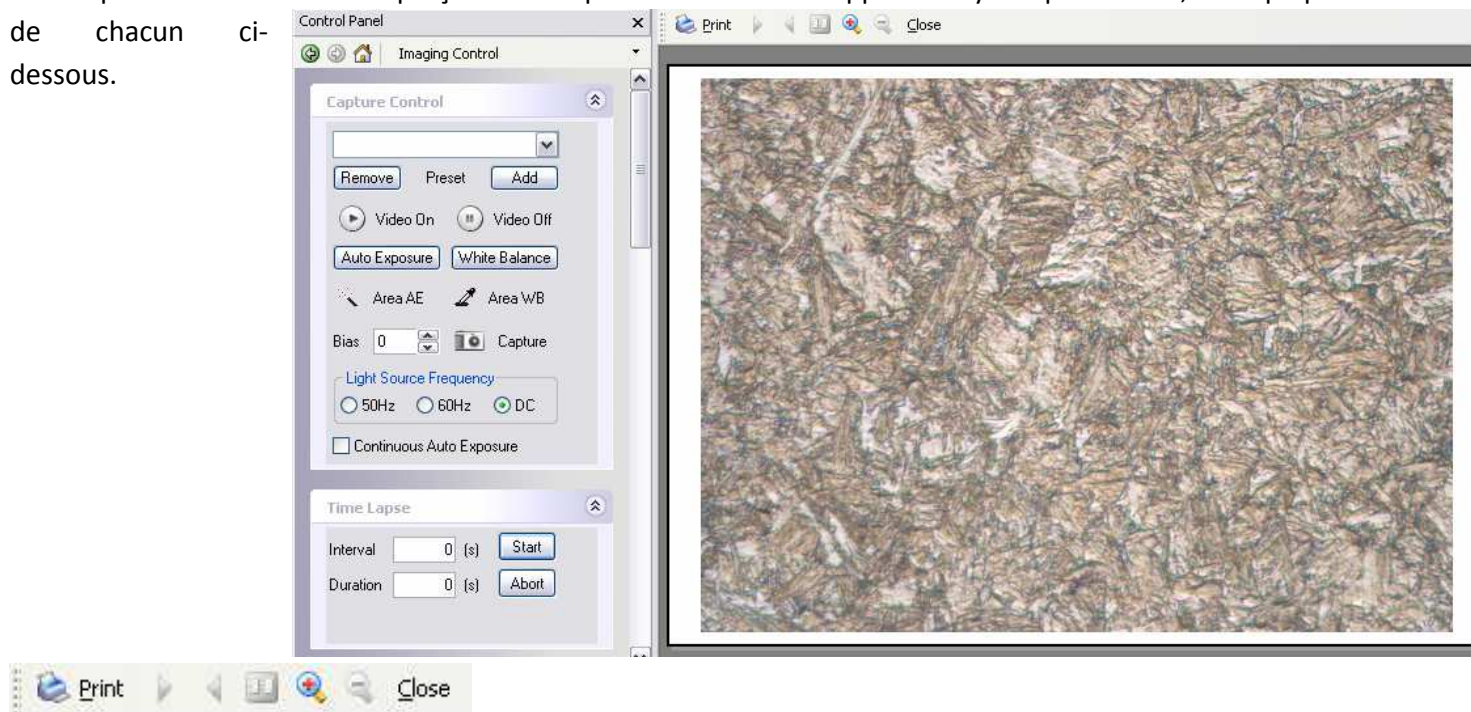 de chacun ci-
dessous.
Control Panel
Imaging Control
Capture Control
Remove Preset Add
Video On Video Off
Auto Exposure White Balance
Area AE Area WB
Bias 0 Capture
Light Source Frequency
50Hz 60Hz DC
Continuous Auto Exposure
Time Lapse
Interval 0 (s) Start
Duration 0 (s) Abort
Print Close
Print Close